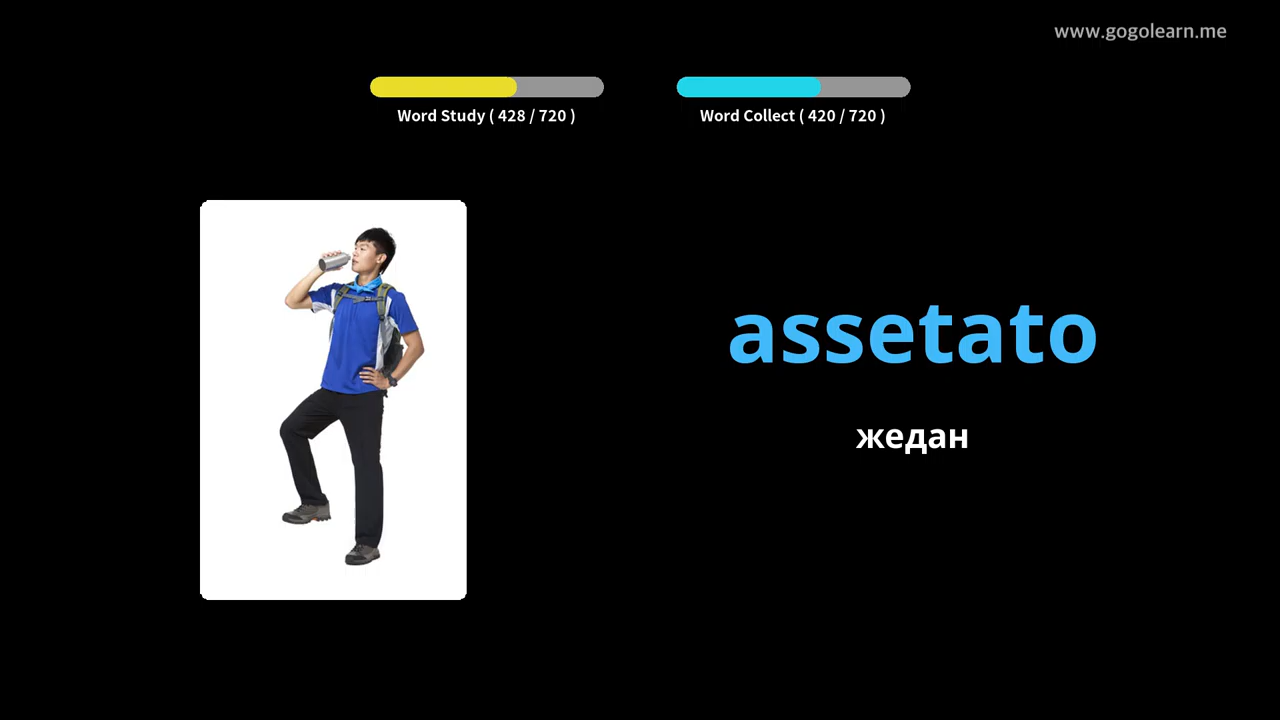 www.gogolearn.me
Word Study ( 428 / 720 )
Word Collect ( 420 / 720 )
assetato
жедан